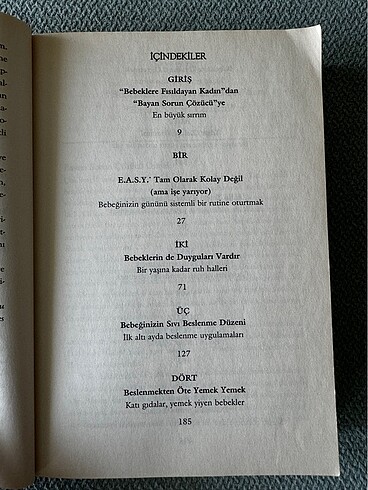 İÇİNDEKİLER
GİRİŞ
“Bebeklere Fısıldayan Kadın”dan
“Bayan Sorun Çözücü”ye
En büyük sırrım
9
BİR
E.A.S.Y.' Tam Olarak Kolay Değil
(ama işe yarıyor)
Bebeğinizin gününü sistemli bir rutine oturtmak
27
İKİ
Bebeklerin de Duyguları Vardır
Bir yaşına kadar ruh halleri
71
ÜÇ
Bebeğinizin Sıvı Beslenme Düzeni
İlk altı ayda beslenme uygulamaları
127
DÖRT
Beslenmekten Öte Yemek Yemek
Katı gıdalar, yemek yiyen bebekler
185